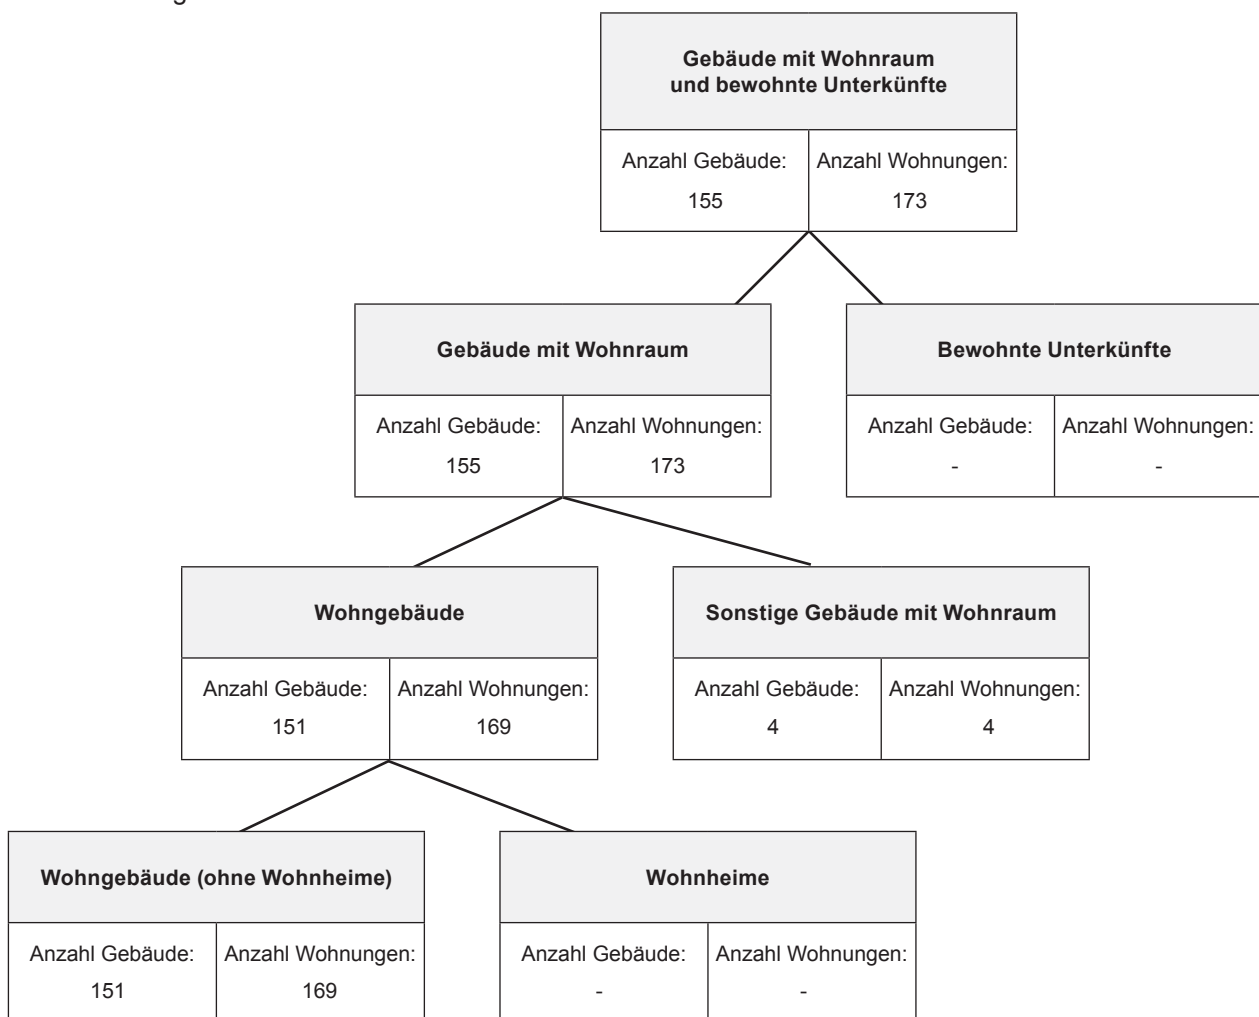 Gebäude mit Wohnraum
und bewohnte Unterkünfte
Anzahl Gebäude: Anzahl Wohnungen:
155 173
Gebäude mit Wohnraum
Anzahl Gebäude: Anzahl Wohnungen:
155 173
Bewohnte Unterkünfte
Anzahl Gebäude: Anzahl Wohnungen:
- -
Wohngebäude
Anzahl Gebäude: Anzahl Wohnungen:
151 169
Sonstige Gebäude mit Wohnraum
Anzahl Gebäude: Anzahl Wohnungen:
4 4
Wohngebäude (ohne Wohnheime)
Anzahl Gebäude: Anzahl Wohnungen:
151 169
Wohnheime
Anzahl Gebäude: Anzahl Wohnungen:
- -